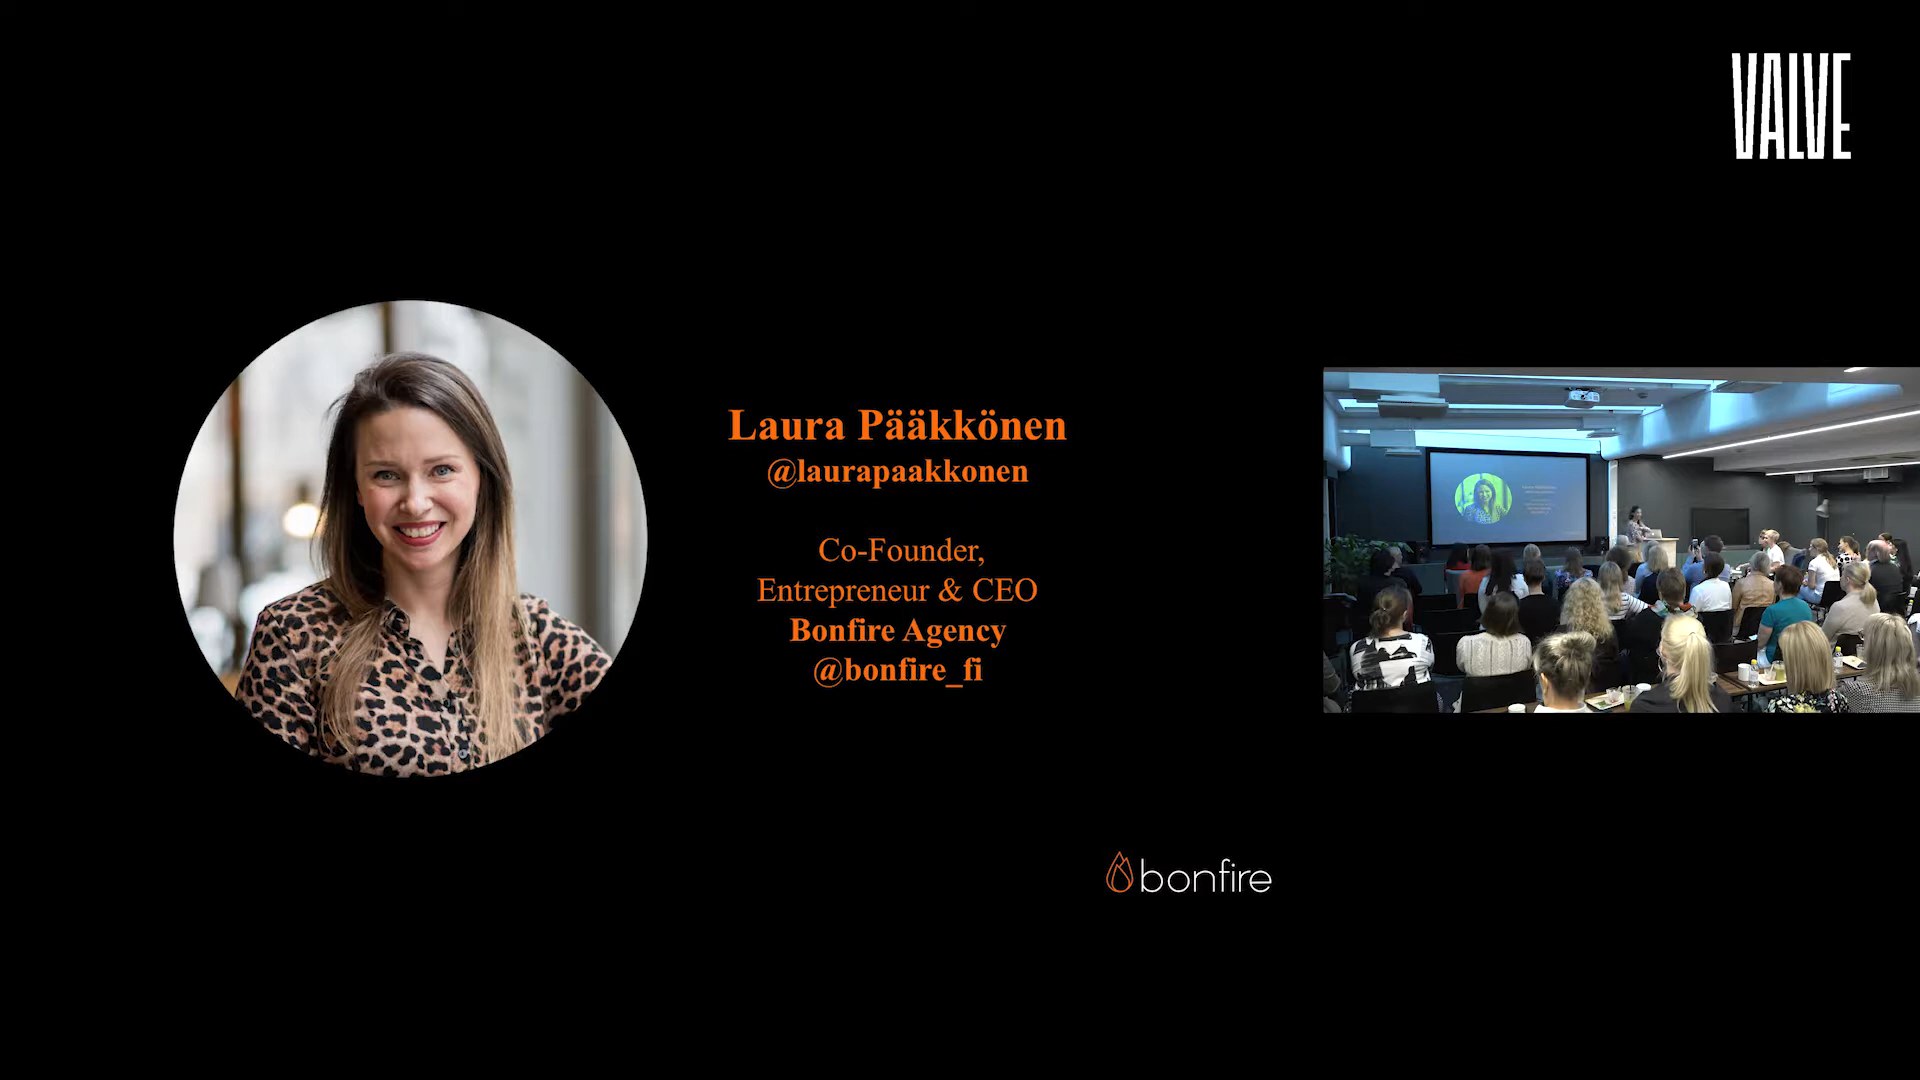 VALVE
Laura Pääkkönen
@laurapaakkonen
Co-Founder,
Entrepreneur & CEO
Bonfire Agency
@bonfire_fi
bonfire